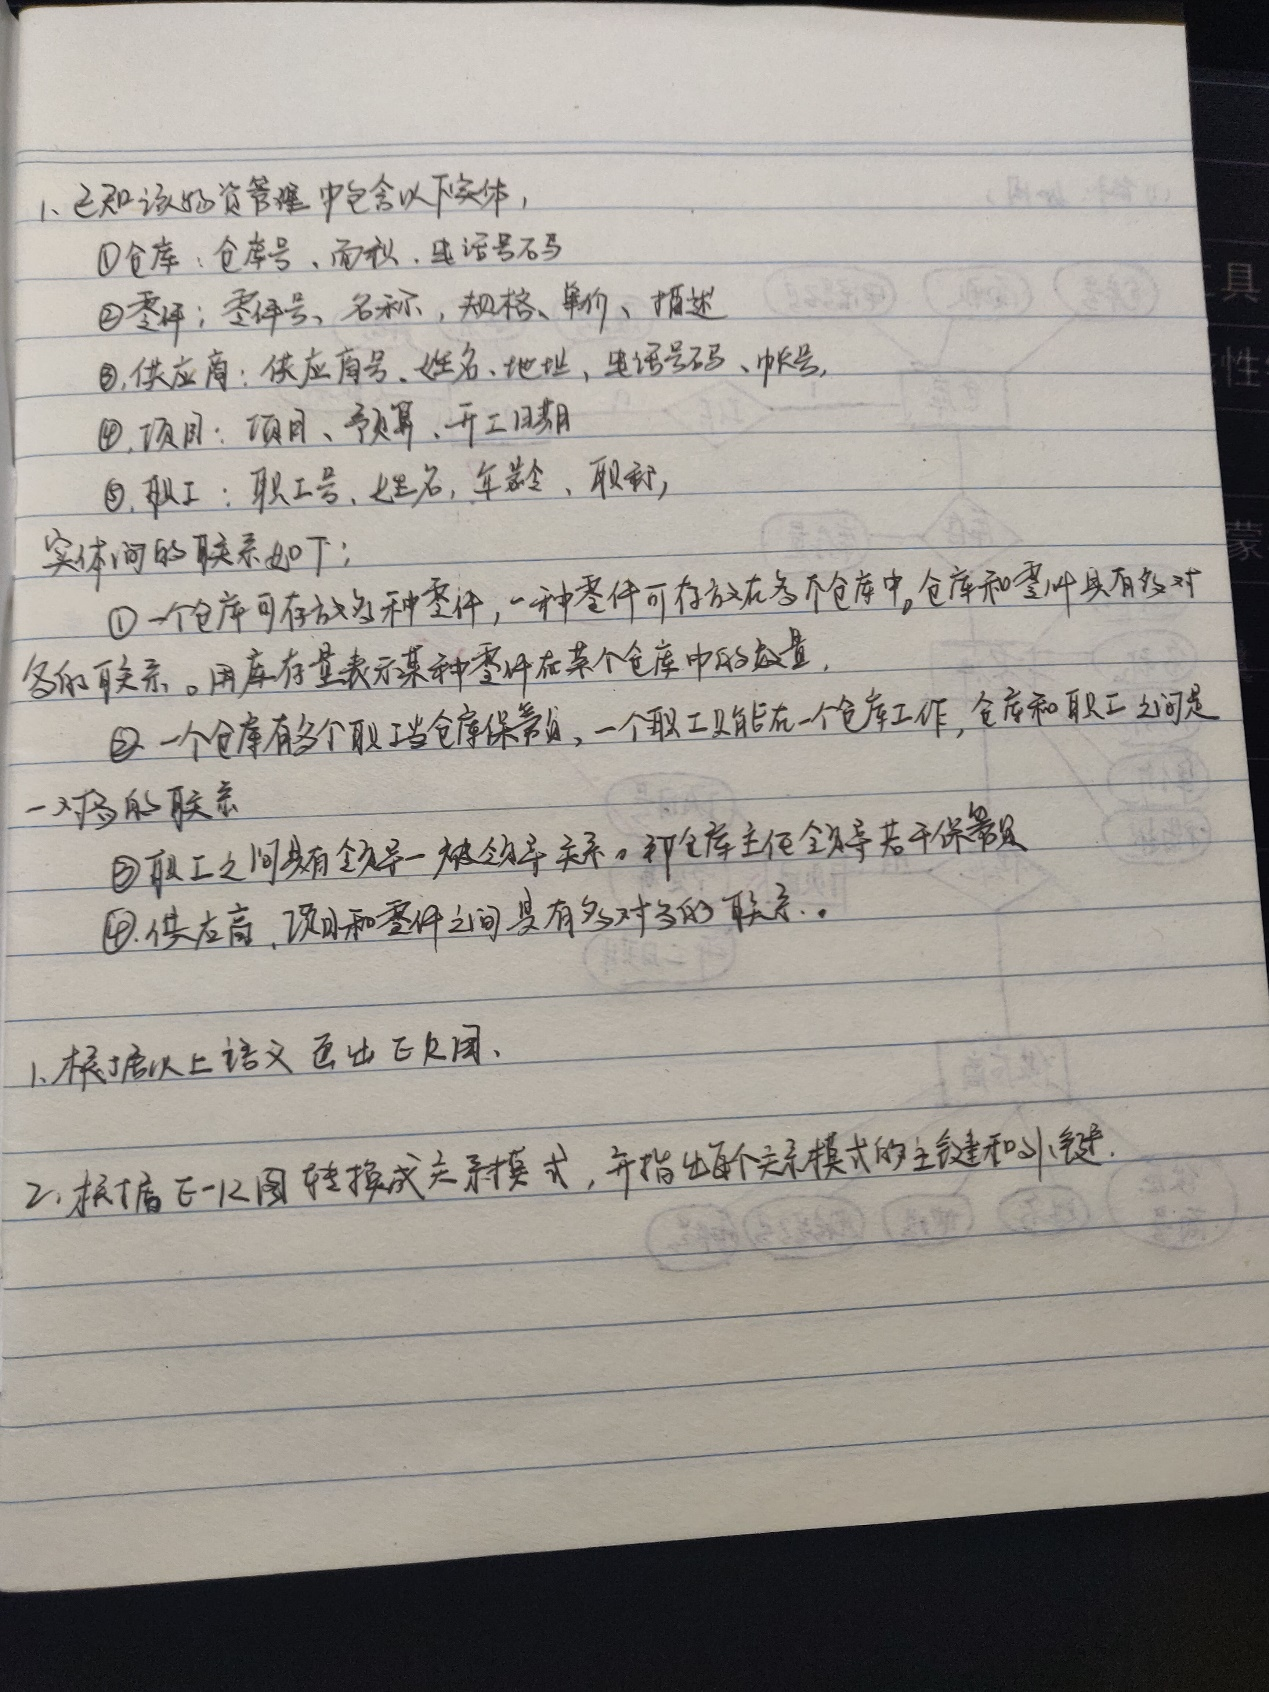 1、已知该物资管理中包含以下实体,
①仓库：仓库号、面积、电话号码
②零件：零件号、名称,规格、单价、描述
③.供应商：供应商号、姓名、地址、电话号码、帐号,
④.项目：项目、预算、开工日期
⑤.职工：职工号、姓名,年龄、职称,
实体间的联系如下：
①一个仓库可存放多种零件,一种零件可存放在多个仓库中。仓库和零件具有多对
多的联系。用库存量表示某种零件在某个仓库中的数量.
②一个仓库有多个职工当仓库保管员,一个职工只能在一个仓库工作,仓库和职工之间是
一对多的联系
③职工之间具有领导一被领导关系。即仓库主任领导若干保管员
④.供应商、项目和零件之间具有多对多的联系.。
1、根据以上语义画出ER图、
2、根据E-R图转换成关系模式,并指出每个关系模式的主键和外键.
具
性
蒙